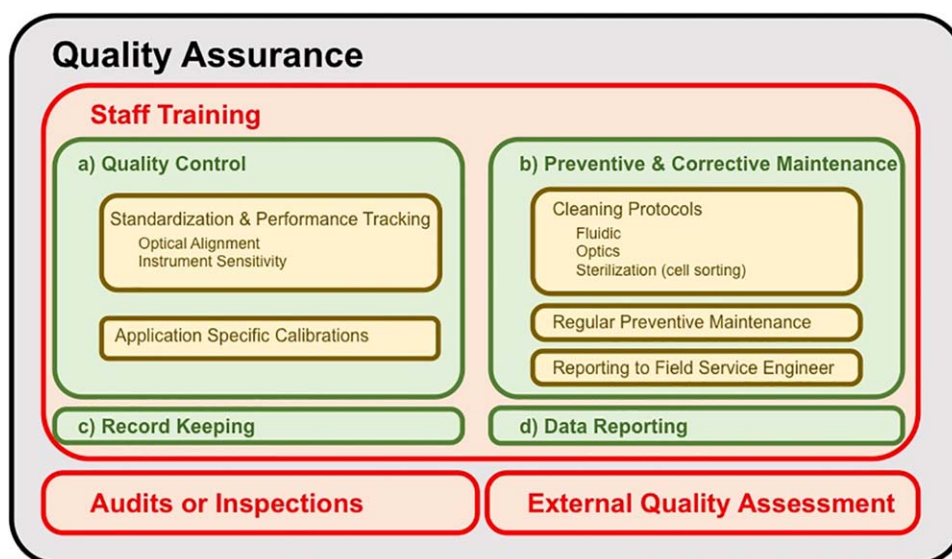 Quality Assurance
Staff Training
a) Quality Control
Standardization & Performance Tracking
Optical Alignment
Instrument Sensitivity
Application Specific Calibrations
b) Preventive & Corrective Maintenance
Cleaning Protocols
Fluidic
Optics
Sterilization (cell sorting)
Regular Preventive Maintenance
Reporting to Field Service Engineer
c) Record Keeping
d) Data Reporting
Audits or Inspections
External Quality Assessment